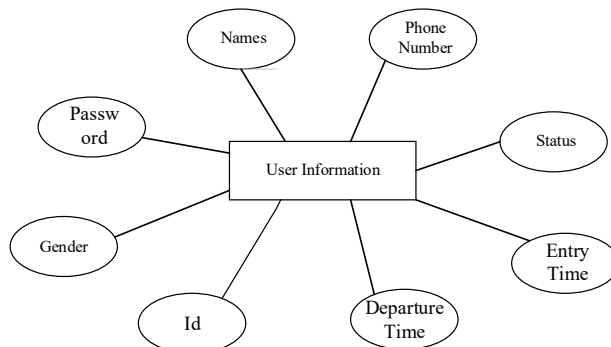 Names
Phone
Number
Passw
ord
Status
User Information
Gender
Entry
Time
Id
Departure
Time